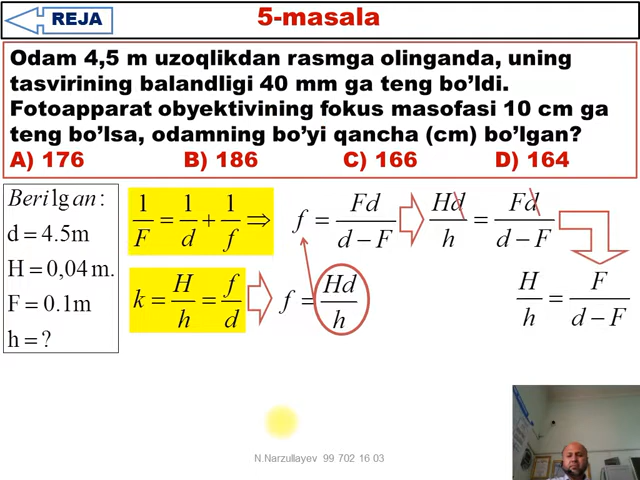 REJA
5-masala
Odam 4,5 m uzoqlikdan rasmga olinganda, uning
tasvirining balandligi 40 mm ga teng bo'ldi.
Fotoapparat obyektivining fokus masofasi 10 cm ga
teng bo'lsa, odamning bo'yi qancha (cm) bo'lgan?
A) 176 B) 186 C) 166 D) 164
Berilgan:
d = 4.5m
H = 0,04m.
F = 0.1m
h = ?
1/F = 1/d + 1/f ⇒ f = Fd/(d − F)
Hd/h = Fd/(d − F)
k = H/h = f/d
f = Hd/h
H/h = F/(d − F)
N.Narzullayev 99 702 16 03